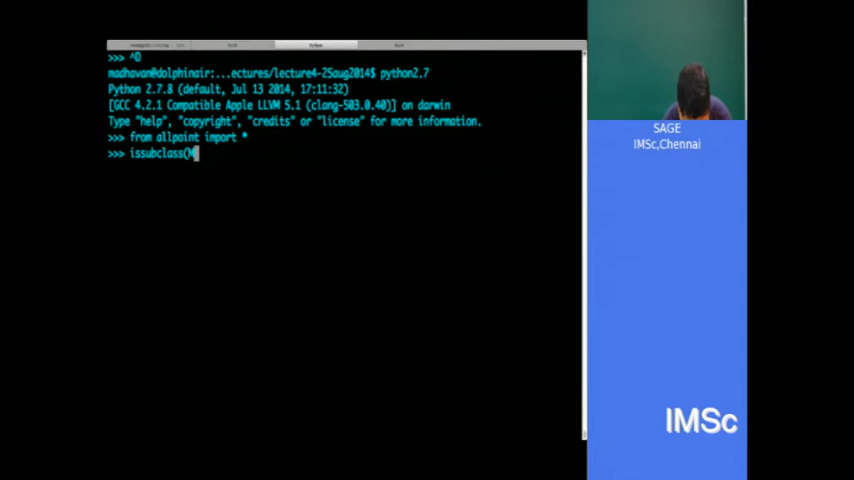 Python
>>> ^D
madhavan@dolphinair:...ectures/lecture4-25aug2014$ python2.7
Python 2.7.8 (default, Jul 13 2014, 17:11:32)
[GCC 4.2.1 Compatible Apple LLVM 5.1 (clang-503.0.40)] on darwin
Type "help", "copyright", "credits" or "license" for more information.
>>> from allpoint import *
>>> issubclass(M
SAGE
IMSc,Chennai
IMSc